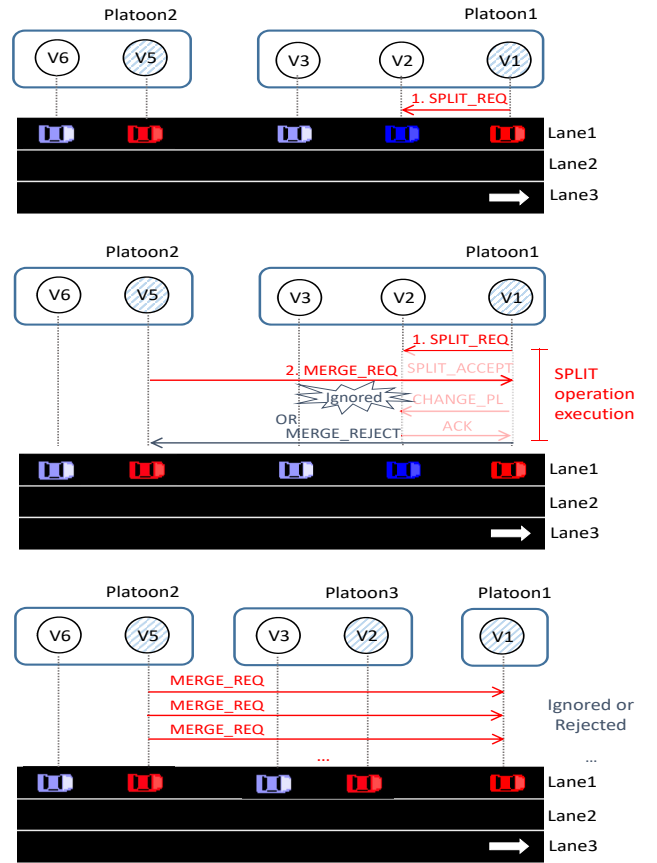 Platoon2 Platoon1
V6 V5 V3 V2 V1
1. SPLIT_REQ
Lane1
Lane2
Lane3
Platoon2 Platoon1
V6 V5 V3 V2 V1
1. SPLIT_REQ
2. MERGE_REQ SPLIT_ACCEPT
Ignored CHANGE_PL
OR
MERGE_REJECT ACK
SPLIT
operation
execution
Lane1
Lane2
Lane3
Platoon2 Platoon3 Platoon1
V6 V5 V3 V2 V1
MERGE_REQ
MERGE_REQ
MERGE_REQ
...
Ignored or
Rejected
...
Lane1
Lane2
Lane3